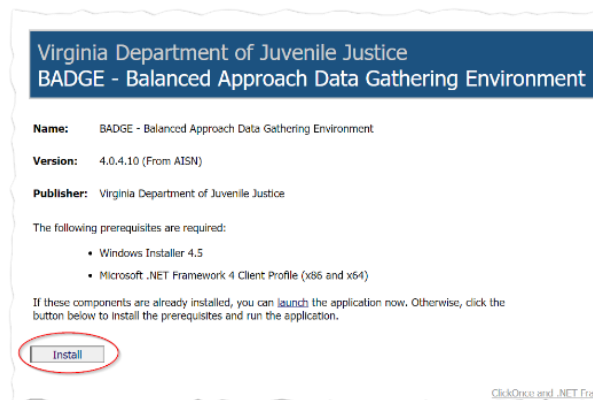 Virginia Department of Juvenile Justice
BADGE - Balanced Approach Data Gathering Environment
Name: BADGE - Balanced Approach Data Gathering Environment
Version: 4.0.4.10 (From AISN)
Publisher: Virginia Department of Juvenile Justice
The following prerequisites are required:
• Windows Installer 4.5
• Microsoft .NET Framework 4 Client Profile (x86 and x64)
If these components are already installed, you can launch the application now. Otherwise, click the
button below to install the prerequisites and run the application.
Install
ClickOnce and .NET